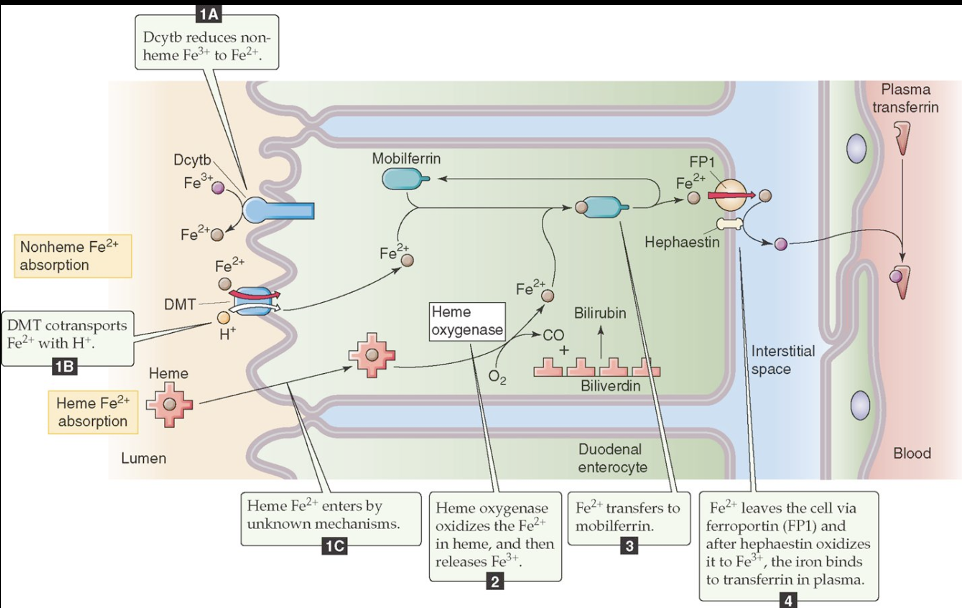 1A
Dcytb reduces non-
heme Fe³⁺ to Fe²⁺.
Plasma
transferrin
Dcytb
Fe³⁺
Fe²⁺
Mobilferrin
FP1
Fe²⁺
Hephaestin
Nonheme Fe²⁺
absorption
Fe²⁺
Fe²⁺
DMT
H⁺
DMT cotransports
Fe²⁺ with H⁺.
1B
Fe²⁺
Heme
oxygenase
CO
+
O₂
Bilirubin
Biliverdin
Interstitial
space
Heme
Heme Fe²⁺
absorption
Lumen
Duodenal
enterocyte
Blood
Heme Fe²⁺ enters by
unknown mechanisms.
1C
Heme oxygenase
oxidizes the Fe²⁺
in heme, and then
releases Fe³⁺.
2
Fe²⁺ transfers to
mobilferrin.
3
Fe²⁺ leaves the cell via
ferroportin (FP1) and
after hephaestin oxidizes
it to Fe³⁺, the iron binds
to transferrin in plasma.
4